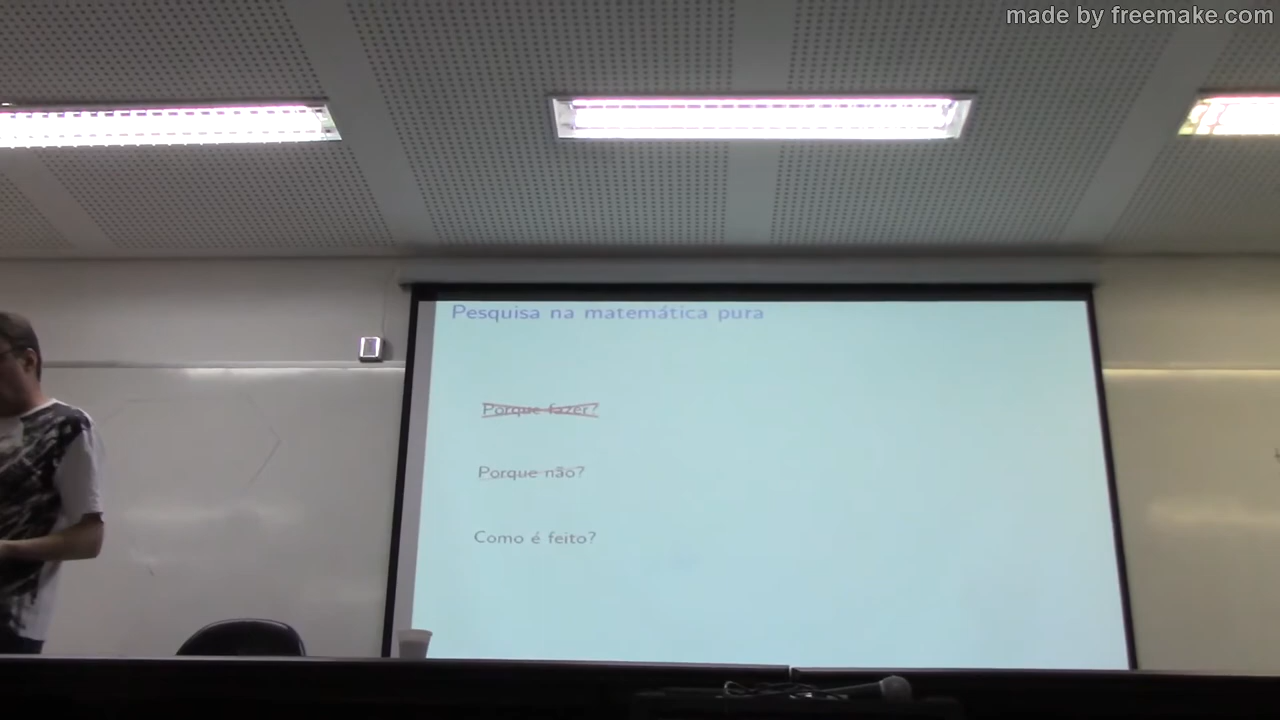 made by freemake.com
Pesquisa na matemática pura
Porque fazer?
Porque não?
Como é feito?